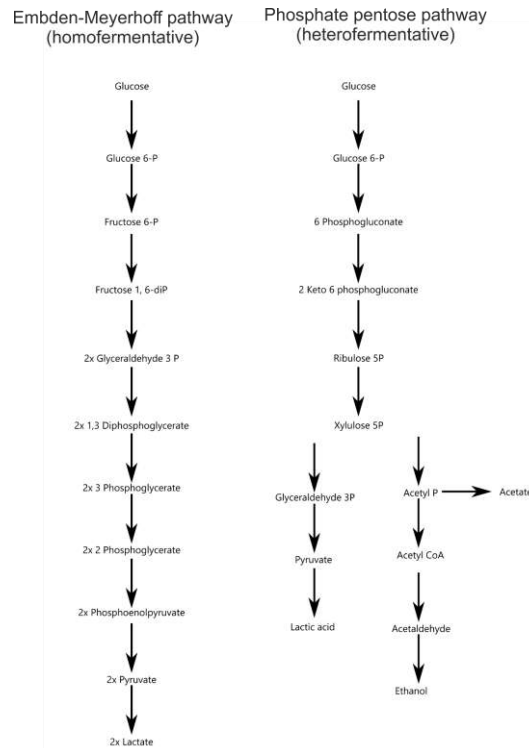 Embden-Meyerhoff pathway
(homofermentative)
Glucose
Glucose 6-P
Fructose 6-P
Fructose 1, 6-diP
2x Glyceraldehyde 3 P
2x 1,3 Diphosphoglycerate
2x 3 Phosphoglycerate
2x 2 Phosphoglycerate
2x Phosphoenolpyruvate
2x Pyruvate
2x Lactate
Phosphate pentose pathway
(heterofermentative)
Glucose
Glucose 6-P
6 Phosphogluconate
2 Keto 6 phosphogluconate
Ribulose 5P
Xylulose 5P
Glyceraldehyde 3P
Pyruvate
Lactic acid
Acetyl P
Acetate
Acetyl CoA
Acetaldehyde
Ethanol